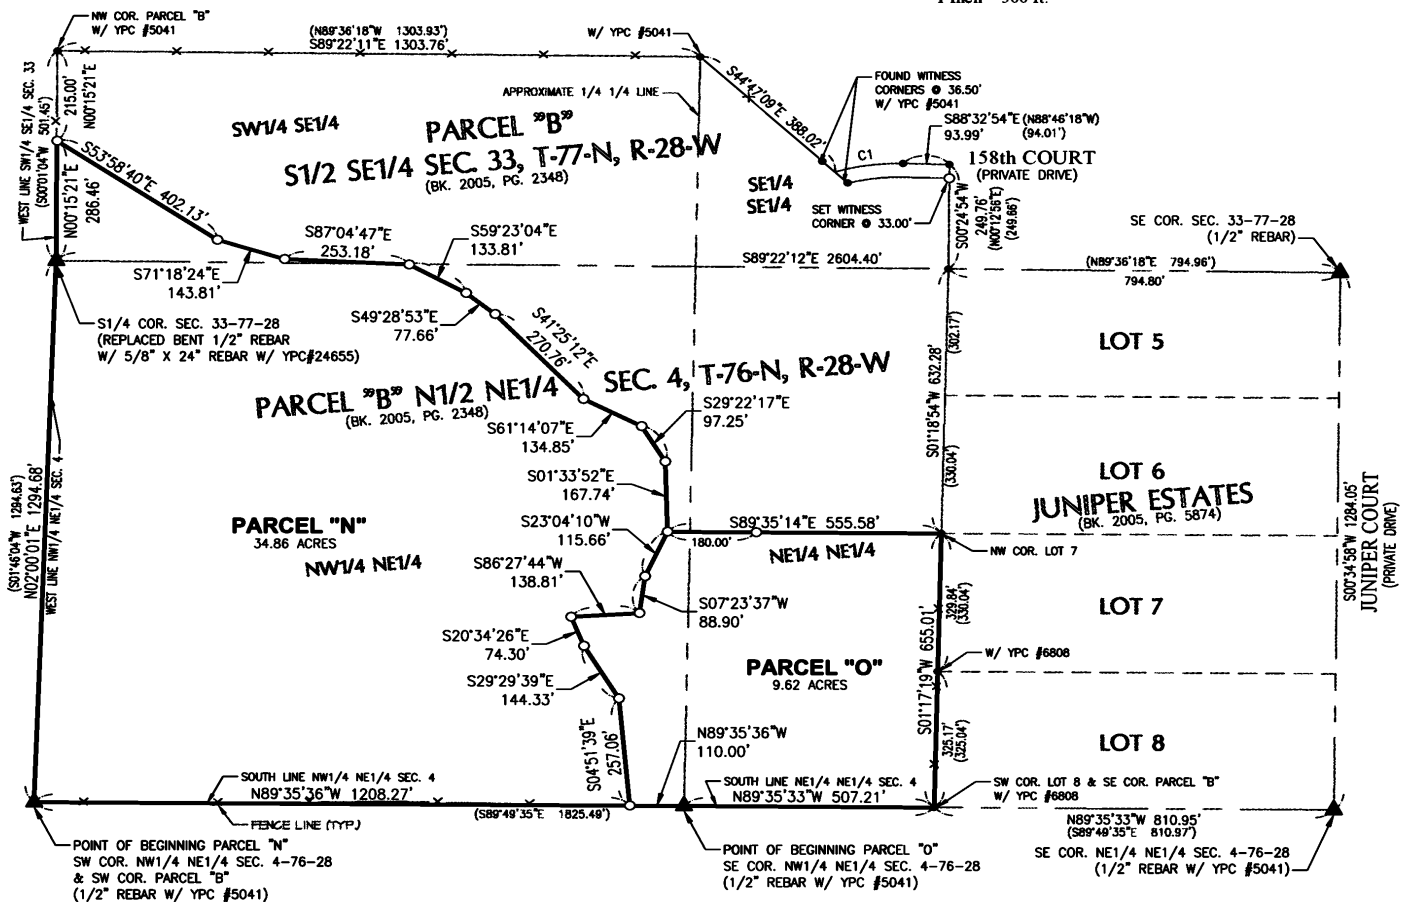 NW COR. PARCEL "B"
W/ YPC #5041
(N89°36'18"W 1303.93')
S89°22'11"E 1303.76'
W/ YPC #5041
WEST LINE SW1/4 SE1/4 SEC. 33
(S00°01'04"W 501.45')
215.00'
N00°15'21"E
N00°15'21"E
286.46'
APPROXIMATE 1/4 1/4 LINE
S44°47'09"E 388.02'
FOUND WITNESS
CORNERS @ 36.50'
W/ YPC #5041
S88°32'54"E (N88°46'18"W)
93.99' (94.01')
C1
158th COURT
(PRIVATE DRIVE)
SW1/4 SE1/4
PARCEL "B"
S1/2 SE1/4 SEC. 33, T-77-N, R-28-W
(BK. 2005, PG. 2348)
SE1/4
SE1/4
SET WITNESS
CORNER @ 33.00'
S00°24'54"W
249.76'
(N00°12'56"E)
(249.66')
SE COR. SEC. 33-77-28
(1/2" REBAR)
S53°58'40"E 402.13'
S87°04'47"E
253.18'
S59°23'04"E
133.81'
S71°18'24"E
143.81'
S89°22'12"E 2604.40'
(N89°36'18"E 794.96')
794.80'
S1/4 COR. SEC. 33-77-28
(REPLACED BENT 1/2" REBAR
W/ 5/8" X 24" REBAR W/ YPC#24655)
S49°28'53"E
77.66'
S41°25'12"E
270.76'
(302.17')
LOT 5
S01°18'54"W 632.28'
PARCEL "B" N1/2 NE1/4 SEC. 4, T-76-N, R-28-W
(BK. 2005, PG. 2348)
S29°22'17"E
97.25'
S61°14'07"E
134.85'
(330.04')
LOT 6
JUNIPER ESTATES
(BK. 2005, PG. 5874)
S01°33'52"E
167.74'
(S01°46'04"W 1294.63')
N02°00'01"E 1294.68'
WEST LINE NW1/4 NE1/4 SEC. 4
PARCEL "N"
34.86 ACRES
NW1/4 NE1/4
S23°04'10"W
115.66'
S89°35'14"E 555.58'
180.00'
NE1/4 NE1/4
NW COR. LOT 7
S00°34'58"W 1284.05'
JUNIPER COURT
(PRIVATE DRIVE)
S86°27'44"W
138.81'
S07°23'37"W
88.90'
329.84'
(330.04')
LOT 7
S01°17'19"W 655.01'
S20°34'26"E
74.30'
W/ YPC #6808
PARCEL "O"
9.62 ACRES
S29°29'39"E
144.33'
S04°51'39"E
257.06'
N89°35'36"W
110.00'
325.17'
(325.04')
LOT 8
SOUTH LINE NW1/4 NE1/4 SEC. 4
N89°35'36"W 1208.27'
SOUTH LINE NE1/4 NE1/4 SEC. 4
N89°35'33"W 507.21'
SW COR. LOT 8 & SE COR. PARCEL "B"
W/ YPC #6808
(S89°49'35"E 1825.49')
FENCE LINE (TYP.)
N89°35'33"W 810.95'
(S89°49'35"E 810.97')
POINT OF BEGINNING PARCEL "N"
SW COR. NW1/4 NE1/4 SEC. 4-76-28
& SW COR. PARCEL "B"
(1/2" REBAR W/ YPC #5041)
POINT OF BEGINNING PARCEL "O"
SE COR. NW1/4 NE1/4 SEC. 4-76-28
(1/2" REBAR W/ YPC #5041)
SE COR. NE1/4 NE1/4 SEC. 4-76-28
(1/2" REBAR W/ YPC #5041)